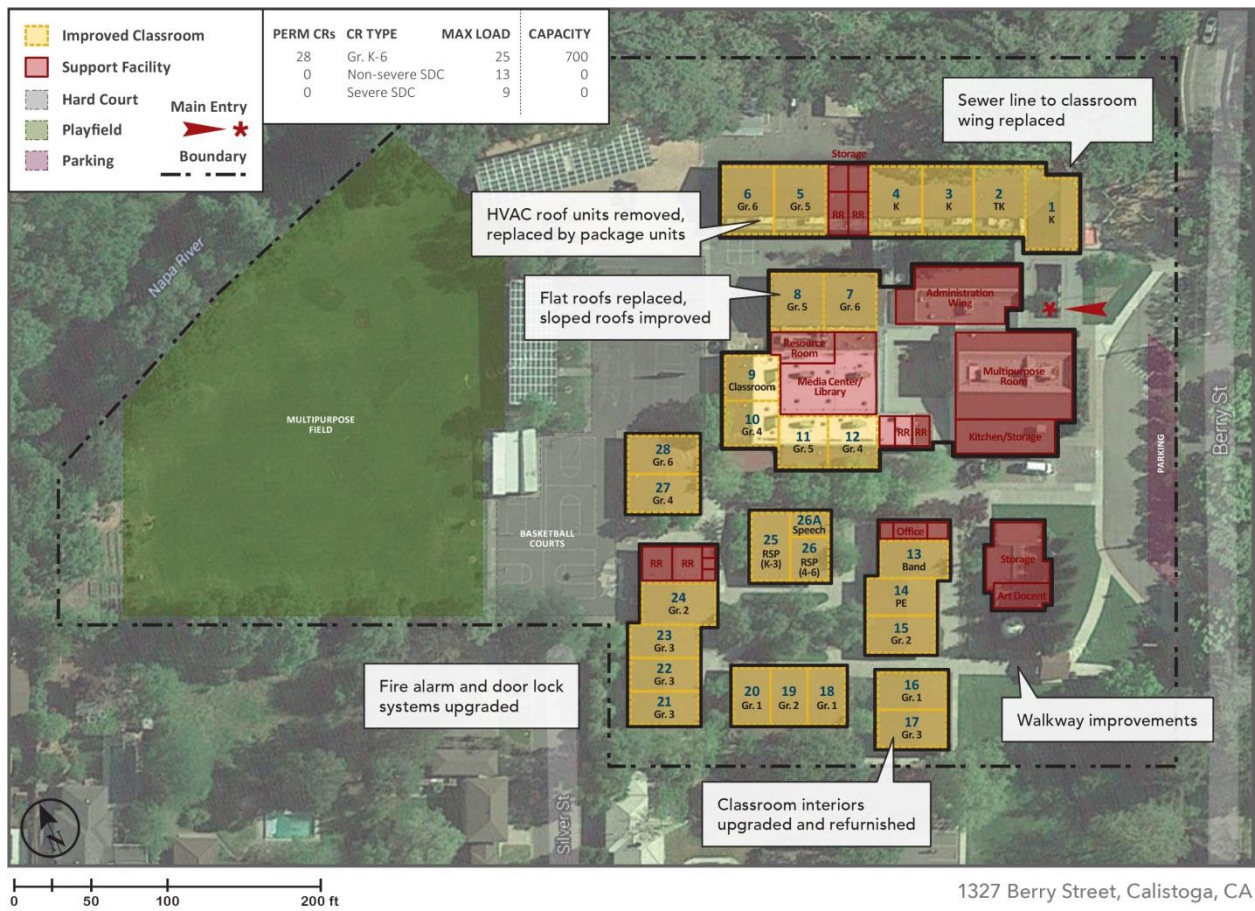 Improved Classroom
Support Facility
Hard Court
Playfield
Parking
Main Entry
*
Boundary
PERM CRs CR TYPE MAX LOAD CAPACITY
28 Gr. K-6 25 700
0 Non-severe SDC 13 0
0 Severe SDC 9 0
Sewer line to classroom
wing replaced
Storage
6
Gr. 6
5
Gr. 5
RR RR
4
K
3
K
2
TK
1
K
HVAC roof units removed,
replaced by package units
Napa River
Flat roofs replaced,
sloped roofs improved
8
Gr. 5
7
Gr. 6
Administration
Wing
*
Resource
Room
Media Center/
Library
9
Classroom
10
Gr. 4
11
Gr. 5
12
Gr. 4
RR RR
Multipurpose
Room
Kitchen/Storage
PARKING
Berry St
MULTIPURPOSE
FIELD
28
Gr. 6
27
Gr. 4
BASKETBALL
COURTS
25
RSP
(K-3)
26A
Speech
26
RSP
(4-6)
Office
13
Band
14
PE
15
Gr. 2
Storage
Art Docent
RR RR
24
Gr. 2
23
Gr. 3
22
Gr. 3
21
Gr. 3
Fire alarm and door lock
systems upgraded
20
Gr. 1
19
Gr. 2
18
Gr. 1
16
Gr. 1
17
Gr. 3
Walkway improvements
Classroom interiors
upgraded and refurnished
Silver St
N
0 50 100 200 ft
1327 Berry Street, Calistoga, CA